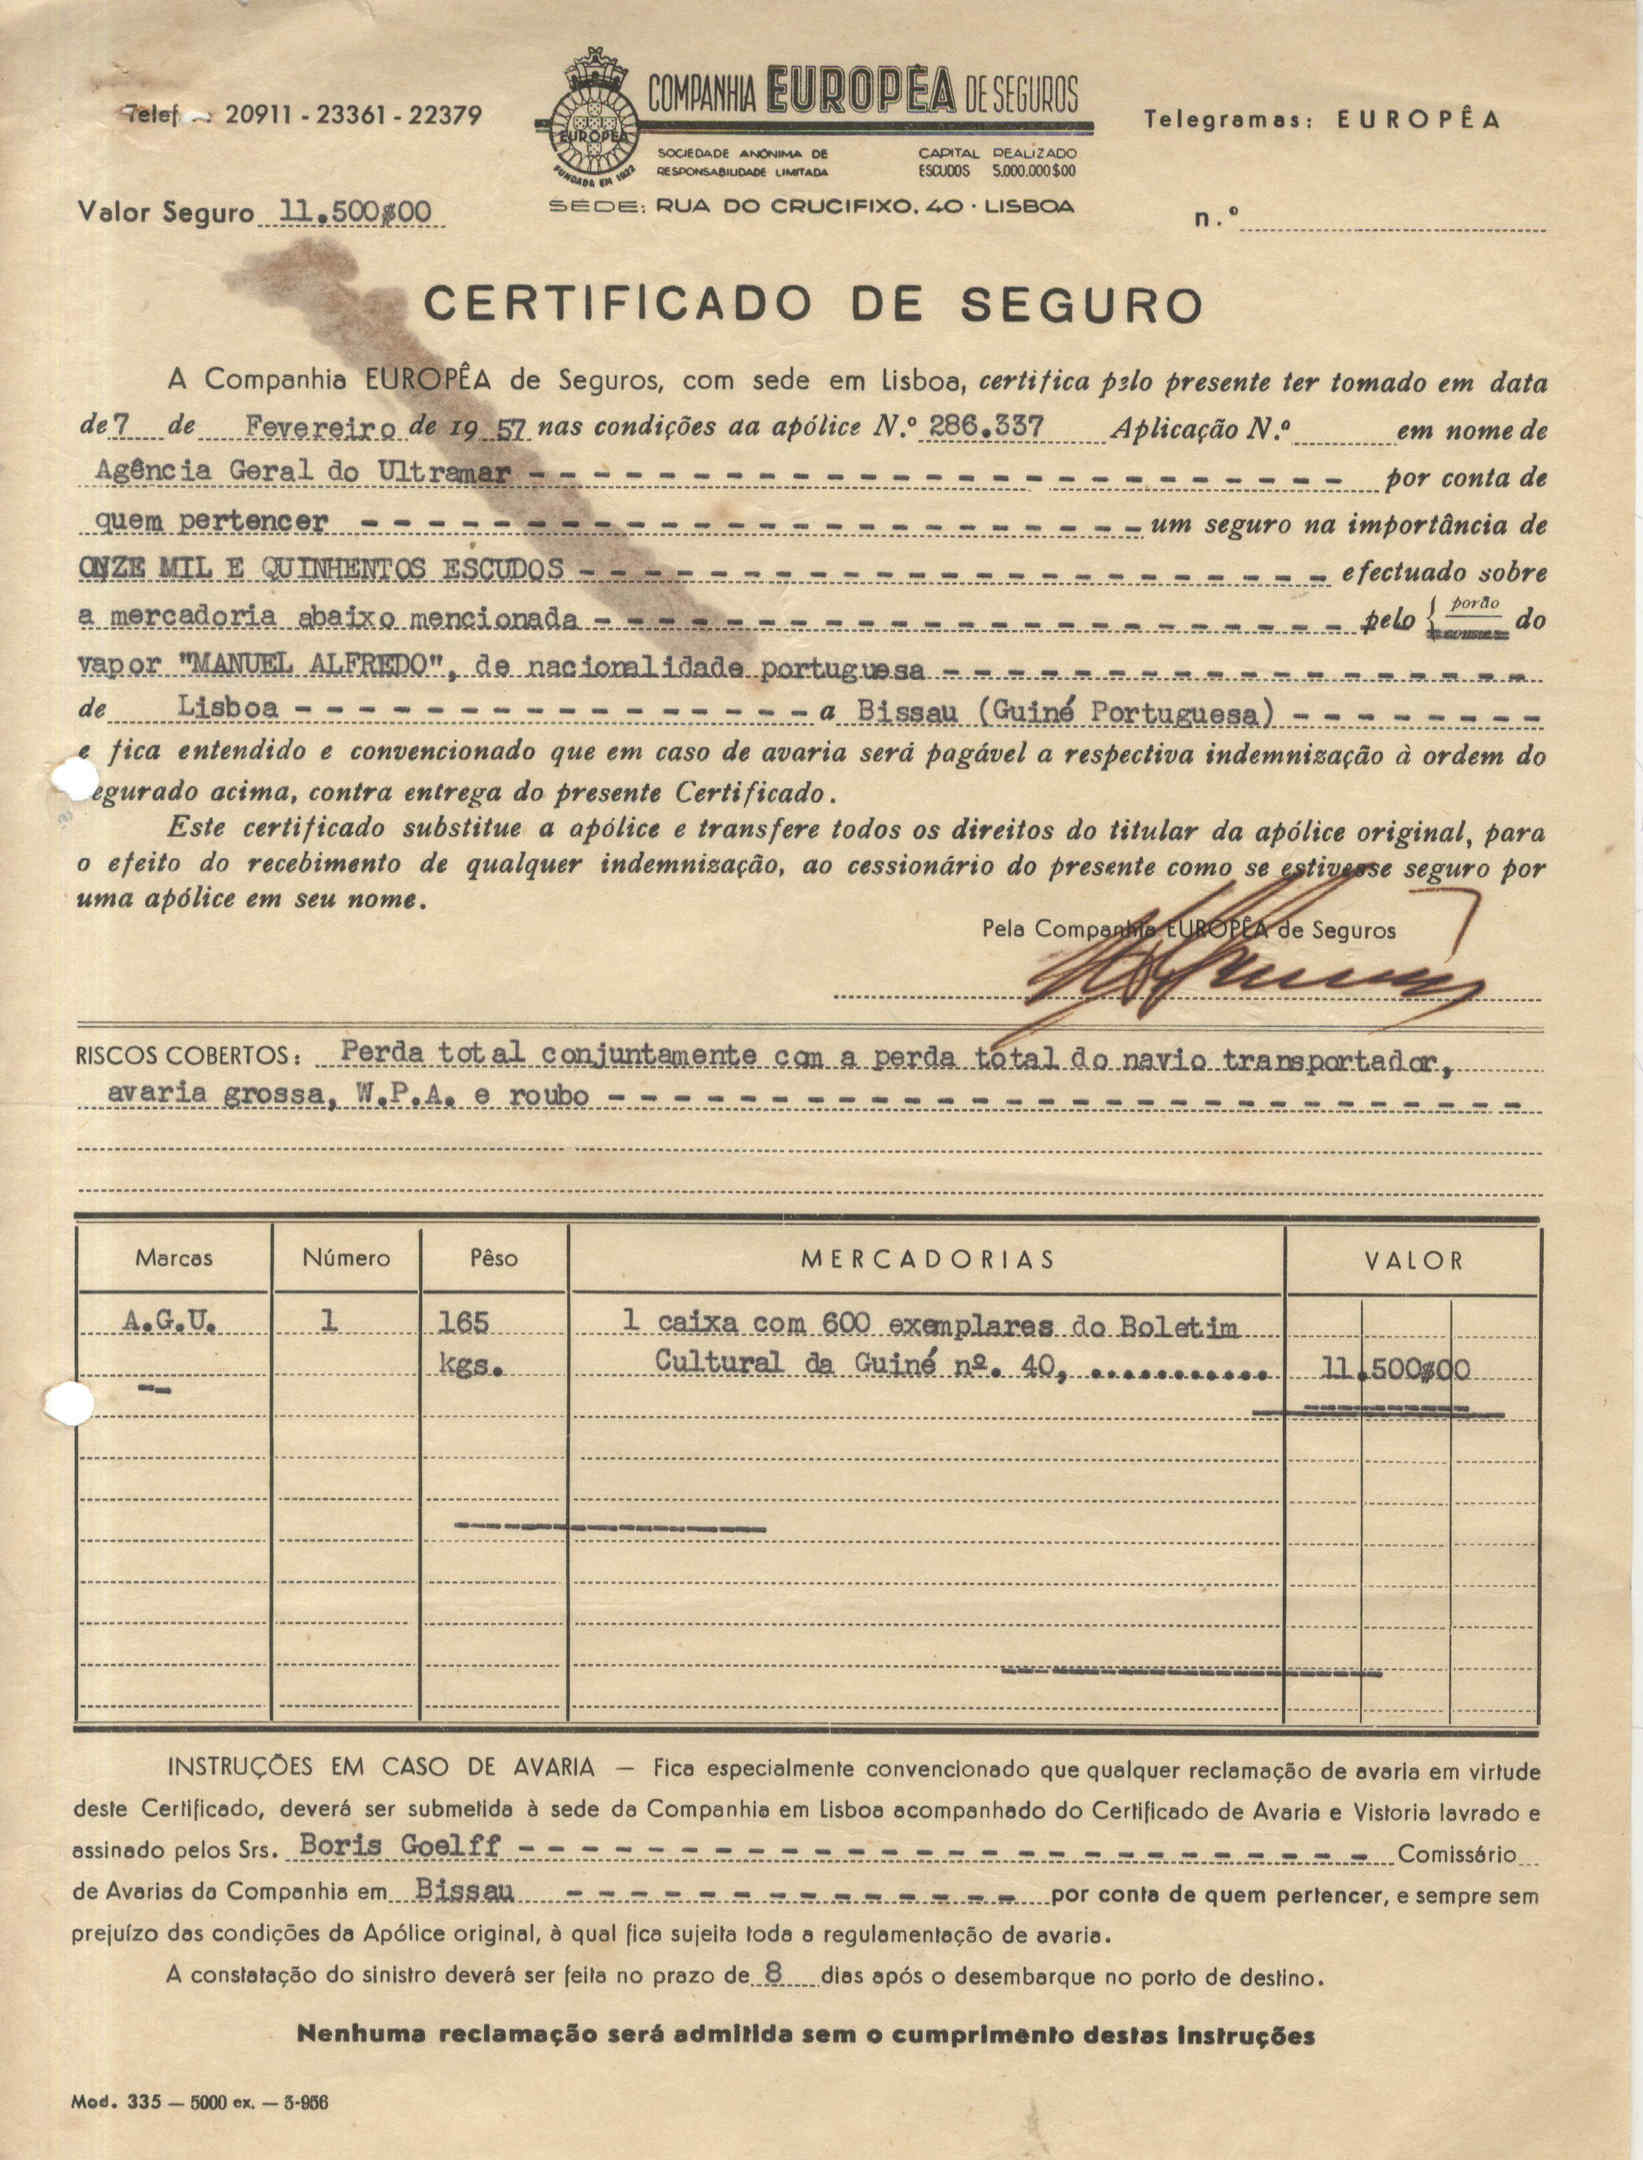 Telef 20911 - 23361 - 22379
COMPANHIA EUROPÊA DE SEGUROS
EUROPÊA
FUNDADA EM 1922
SOCIEDADE ANÓNIMA DE RESPONSABILIDADE LIMITADA
CAPITAL REALIZADO ESCUDOS 5.000.000$00
SÉDE: RUA DO CRUCIFIXO, 40 · LISBOA
Telegramas: EUROPÊA
Valor Seguro 11.500$00
n.º
CERTIFICADO DE SEGURO
A Companhia EUROPÊA de Seguros, com sede em Lisboa, certifica pelo presente ter tomado em data
de 7 de Fevereiro de 1957 nas condições da apólice N.º 286.337 Aplicação N.º em nome de
Agência Geral do Ultramar - - - - - - - - - - - - - - - - - - - - - - - - - por conta de
quem pertencer - - - - - - - - - - - - - - - - - - - - - - - - um seguro na importância de
ONZE MIL E QUINHENTOS ESCUDOS - - - - - - - - - - - - - - - - - - - - - - - efectuado sobre
a mercadoria abaixo mencionada - - - - - - - - - - - - - - - - - - - - - - - pelo { porão do
vapor "MANUEL ALFREDO", de nacionalidade portuguesa - - - - - - - - - - - - - - - - - -
de Lisboa - - - - - - - - - - - - - - - - a Bissau (Guiné Portuguesa) - - - - - - - -
e fica entendido e convencionado que em caso de avaria será pagável a respectiva indemnização à ordem do
egurado acima, contra entrega do presente Certificado.
Este certificado substitue a apólice e transfere todos os direitos do titular da apólice original, para
o efeito do recebimento de qualquer indemnização, ao cessionário do presente como se estivesse seguro por
uma apólice em seu nome.
Pela Companhia EUROPÊA de Seguros
RISCOS COBERTOS: Perda total conjuntamente com a perda total do navio transportador,
avaria grossa, W.P.A. e roubo - - - - - - - - - - - - - - - - - - - - - - - - - - - -
Marcas Número Pêso MERCADORIAS VALOR
A.G.U. 1 165 1 caixa com 600 exemplares do Boletim
kgs. Cultural da Guiné nº. 40, ........... 11.500$00
INSTRUÇÕES EM CASO DE AVARIA — Fica especialmente convencionado que qualquer reclamação de avaria em virtude
deste Certificado, deverá ser submetida à sede da Companhia em Lisboa acompanhado do Certificado de Avaria e Vistoria lavrado e
assinado pelos Srs. Boris Goelff - - - - - - - - - - - - - - - - - - - - - - - - - - Comissário
de Avarias da Companhia em Bissau - - - - - - - - - - - - - - por conta de quem pertencer, e sempre sem
prejuízo das condições da Apólice original, à qual fica sujeita toda a regulamentação de avaria.
A constatação do sinistro deverá ser feita no prazo de 8 dias após o desembarque no porto de destino.
Nenhuma reclamação será admitida sem o cumprimento destas instruções
Mod. 335 — 5000 ex. — 3-956